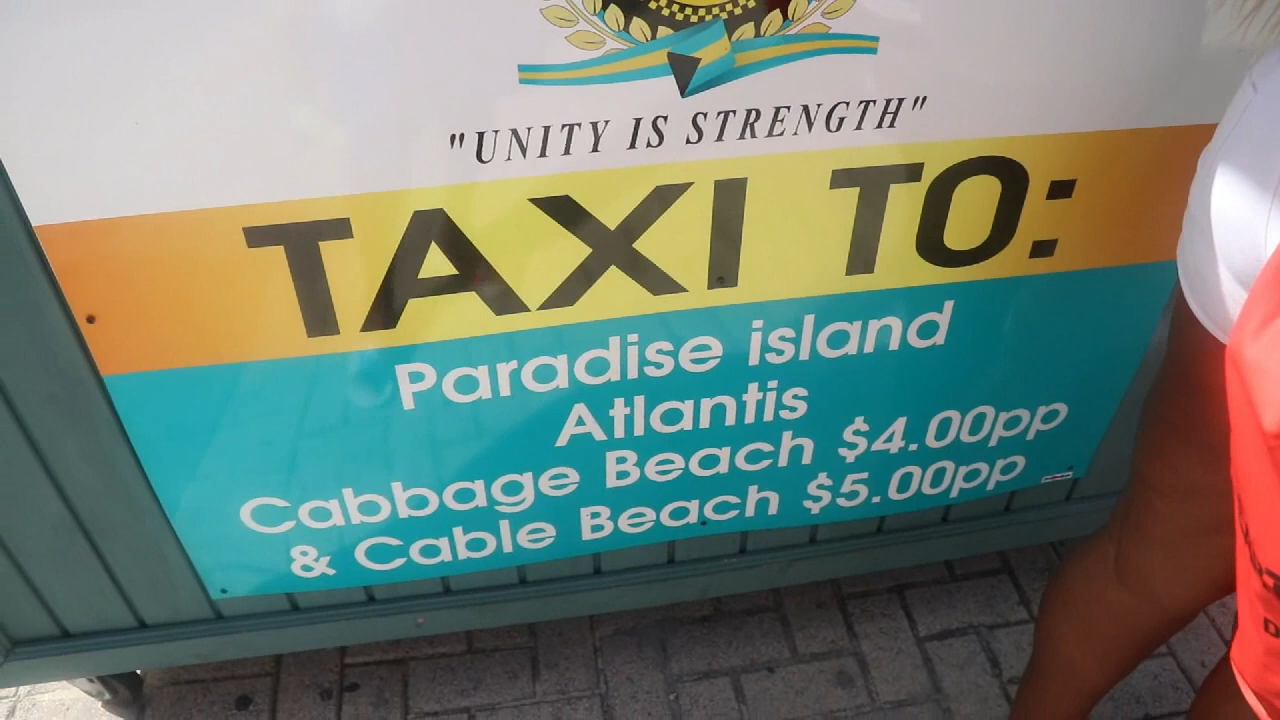 "UNITY IS STRENGTH"
TAXI TO:
Paradise island
Atlantis
Cabbage Beach $4.00pp
& Cable Beach $5.00pp